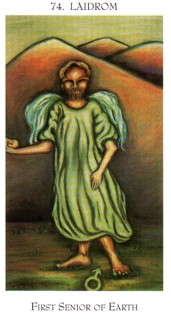 74. LAIDROM
FIRST SENIOR OF EARTH